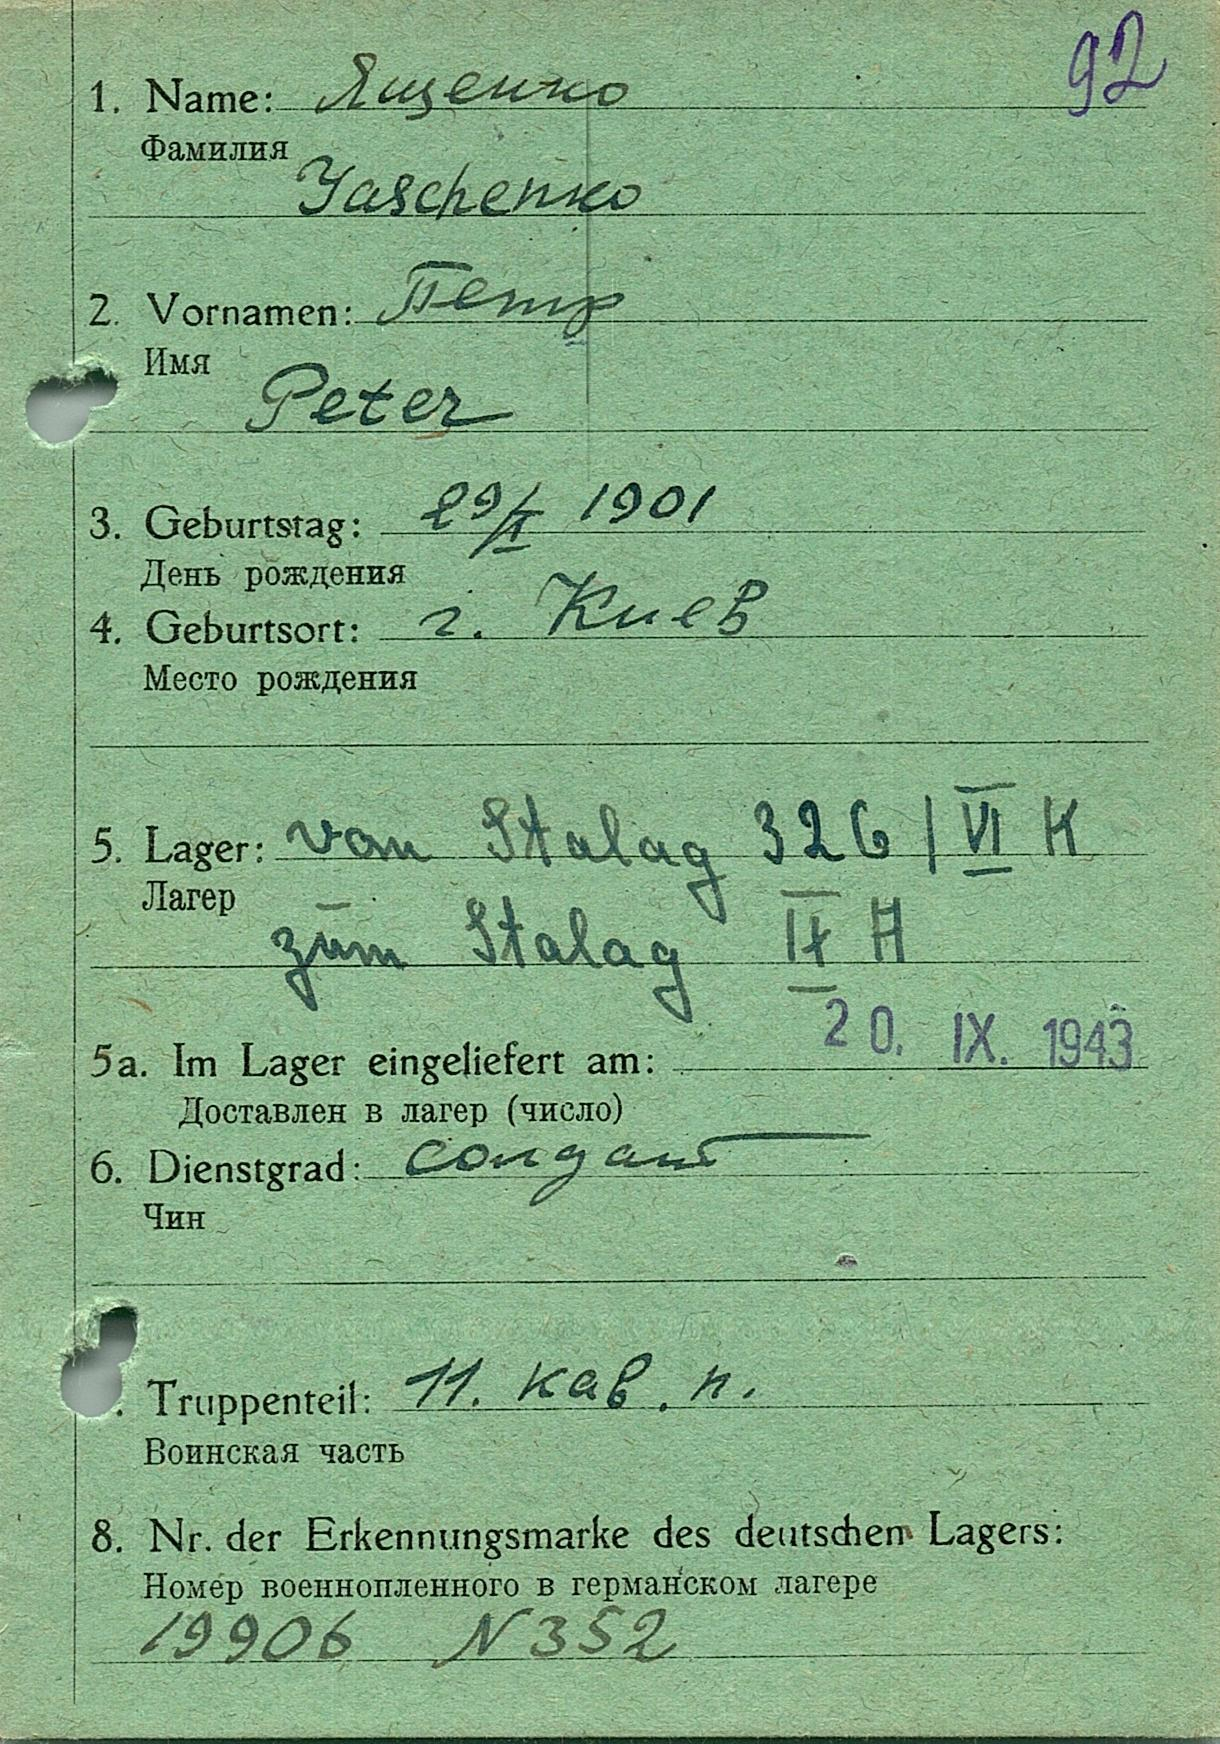 92
1. Name: Ященко
Фамилия
Yaschenko
2. Vornamen: Петр
Имя
Peter
3. Geburtstag: 29/II 1901
День рождения
4. Geburtsort: г. Киев
Место рождения
5. Lager: vom Stalag 326 / VI K
Лагер
zum Stalag IX A
5a. Im Lager eingeliefert am: 20. IX. 1943
Доставлен в лагер (число)
6. Dienstgrad: солдат
Чин
. Truppenteil: 11. кав. п.
Воинская часть
8. Nr. der Erkennungsmarke des deutschen Lagers:
Номер военнопленного в германском лагере
19906 N 352